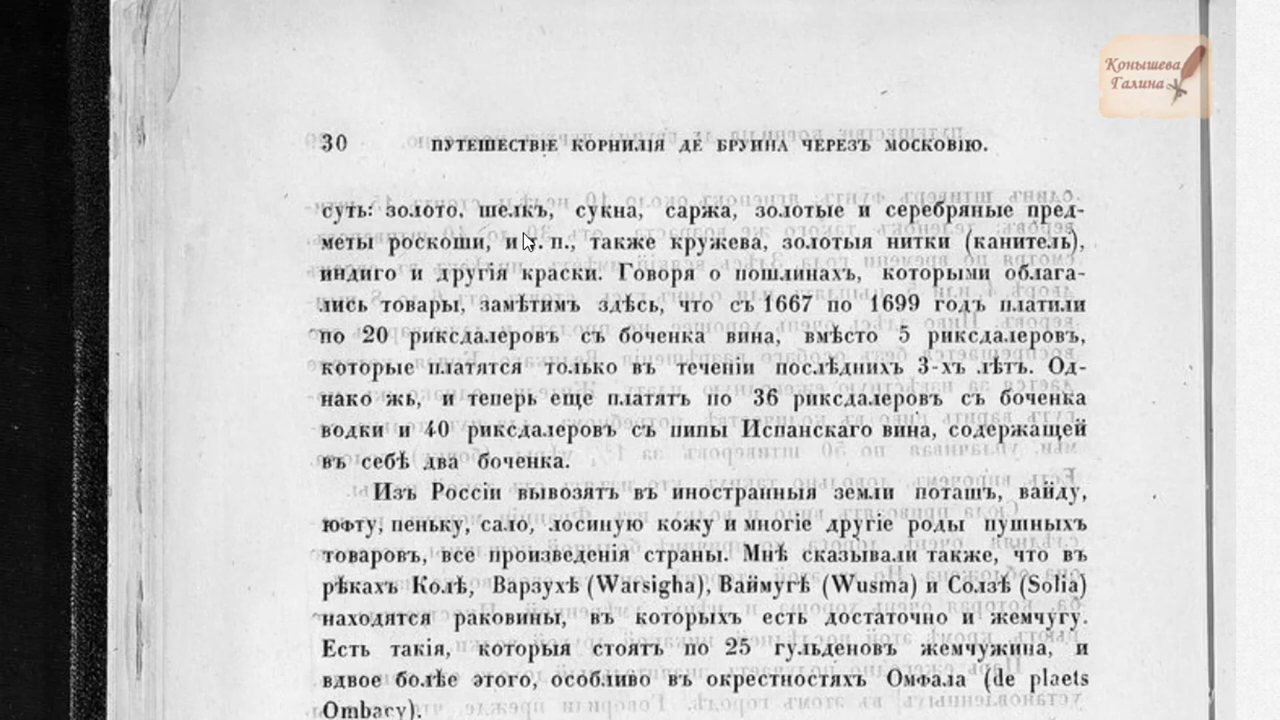 Конышева
Галина
30 ПУТЕШЕСТВІЕ КОРНИЛІЯ ДЕ БРУИНА ЧЕРЕЗЪ МОСКОВІЮ.
суть: золото, шелкъ, сукна, саржа, золотые и серебряные пред-
меты роскоши, и т. п., также кружева, золотыя нитки (канитель),
индиго и другія краски. Говоря о пошлинахъ, которыми облага-
лись товары, замѣтимъ здѣсь, что съ 1667 по 1699 годъ платили
по 20 риксдалеровъ съ боченка вина, вмѣсто 5 риксдалеровъ,
которые платятся только въ теченіи послѣднихъ 3-хъ лѣтъ. Од-
нако жь, и теперь еще платятъ по 36 риксдалеровъ съ боченка
водки и 40 риксдалеровъ съ пипы Испанскаго вина, содержащей
въ себѣ два боченка.
Изъ Россіи вывозятъ въ иностранныя земли поташъ, вайду,
юфту, пеньку, сало, лосиную кожу и многіе другіе роды пушныхъ
товаровъ, все произведенія страны. Мнѣ сказывали также, что въ
рѣкахъ Колѣ, Варзухѣ (Warsigha), Ваймугѣ (Wusma) и Солзѣ (Solia)
находятся раковины, въ которыхъ есть достаточно и жемчугу.
Есть такія, которыя стоятъ по 25 гульденовъ жемчужина, и
вдвое болѣе этого, особливо въ окрестностяхъ Омфала (de plaets
Ombacy).